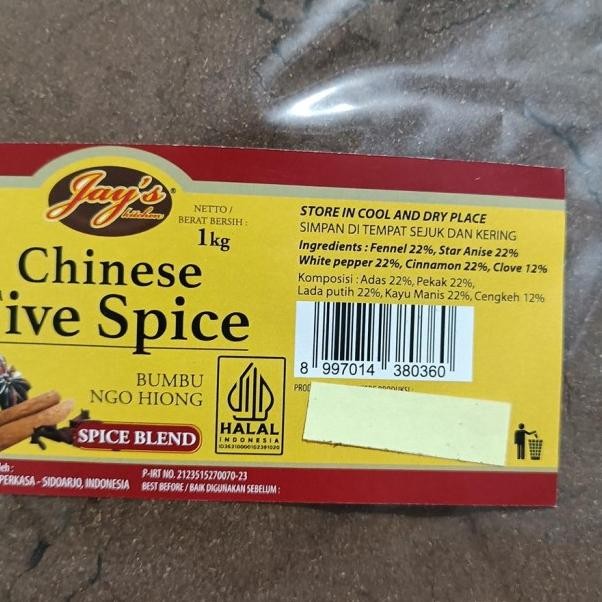 Jay's
kitchen
®
NETTO /
BERAT BERSIH :
1kg
Chinese
ive Spice
BUMBU
NGO HIONG
SPICE BLEND
HALAL
INDONESIA
ID36310000102391020
STORE IN COOL AND DRY PLACE
SIMPAN DI TEMPAT SEJUK DAN KERING
Ingredients : Fennel 22%, Star Anise 22%
White pepper 22%, Cinnamon 22%, Clove 12%
Komposisi : Adas 22%, Pekak 22%,
Lada putih 22%, Kayu Manis 22%, Cengkeh 12%
8 997014 380360
PERKASA - SIDOARJO, INDONESIA
P-IRT NO. 2123515270070-23
BEST BEFORE / BAIK DIGUNAKAN SEBELUM :